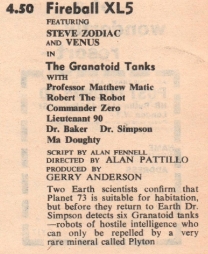 4.50 Fireball XL5
FEATURING
STEVE ZODIAC
AND VENUS
IN
The Granatoid Tanks
WITH
Professor Matthew Matic
Robert The Robot
Commander Zero
Lieutenant 90
Dr. Baker Dr. Simpson
Ma Doughty
SCRIPT BY ALAN FENNELL
DIRECTED BY ALAN PATTILLO
PRODUCED BY
GERRY ANDERSON
Two Earth scientists confirm that
Planet 73 is suitable for habitation,
but before they return to Earth Dr.
Simpson detects six Granatoid tanks
—robots of hostile intelligence who
can only be repelled by a very
rare mineral called Plyton